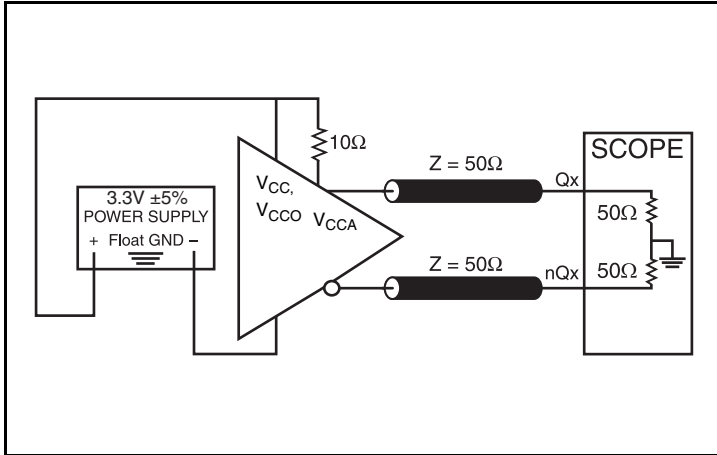 10Ω
Z = 50Ω
Qx
SCOPE
VCC,
VCCO
VCCA
50Ω
3.3V ±5%
POWER SUPPLY
+ Float GND –
Z = 50Ω
nQx
50Ω